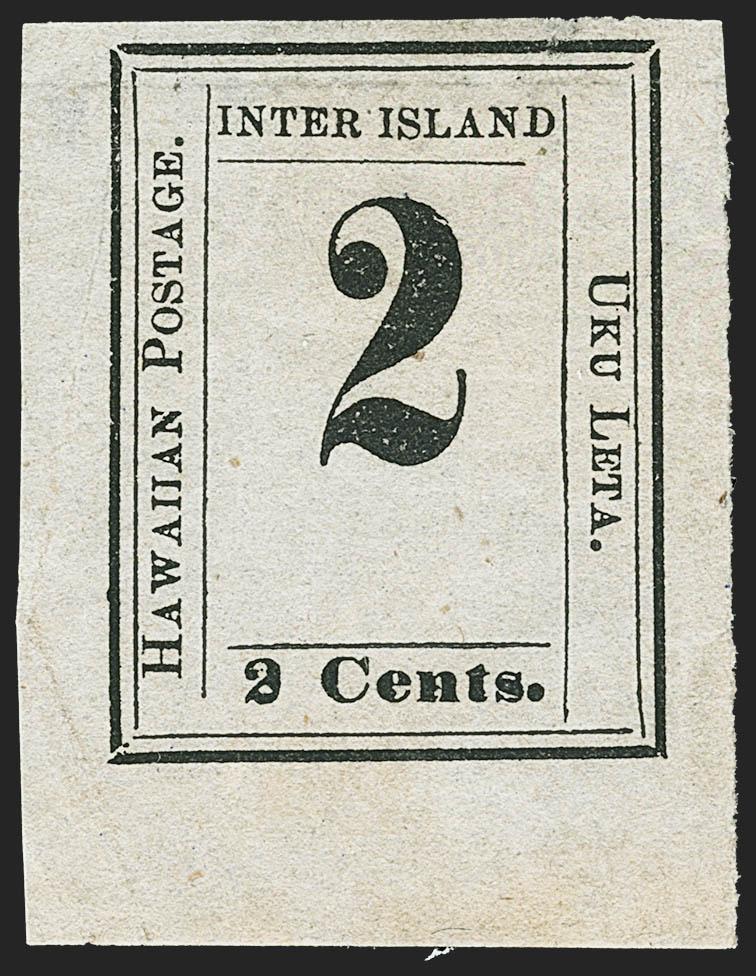 INTER ISLAND
HAWAIIAN POSTAGE.
2
UKU LETA.
2 Cents.